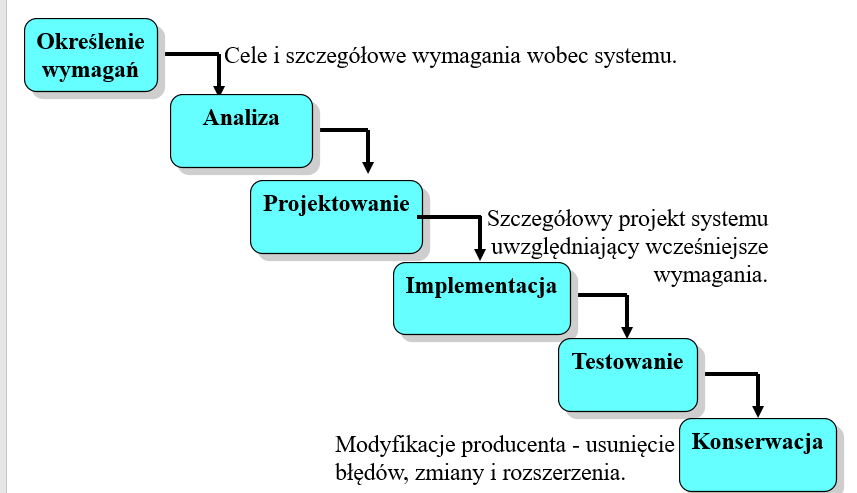 Określenie
wymagań
Cele i szczegółowe wymagania wobec systemu.
Analiza
Projektowanie
Szczegółowy projekt systemu
uwzględniający wcześniejsze
wymagania.
Implementacja
Testowanie
Modyfikacje producenta - usunięcie
błędów, zmiany i rozszerzenia.
Konserwacja